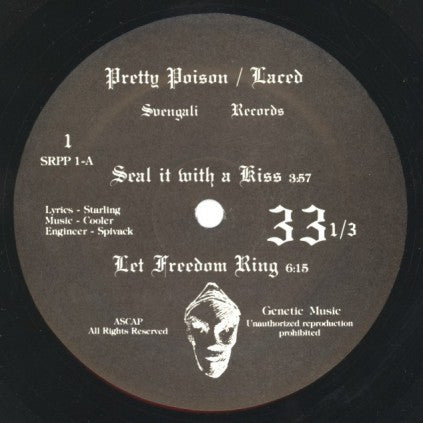 Pretty Poison / Laced
Svengali Records
1
SRPP 1-A
Seal it with a Kiss 3:57
Lyrics - Starling
Music - Cooler
Engineer - Spivack
33 1/3
Let Freedom Ring 6:15
ASCAP
All Rights Reserved
Genetic Music
Unauthorized reproduction
prohibited